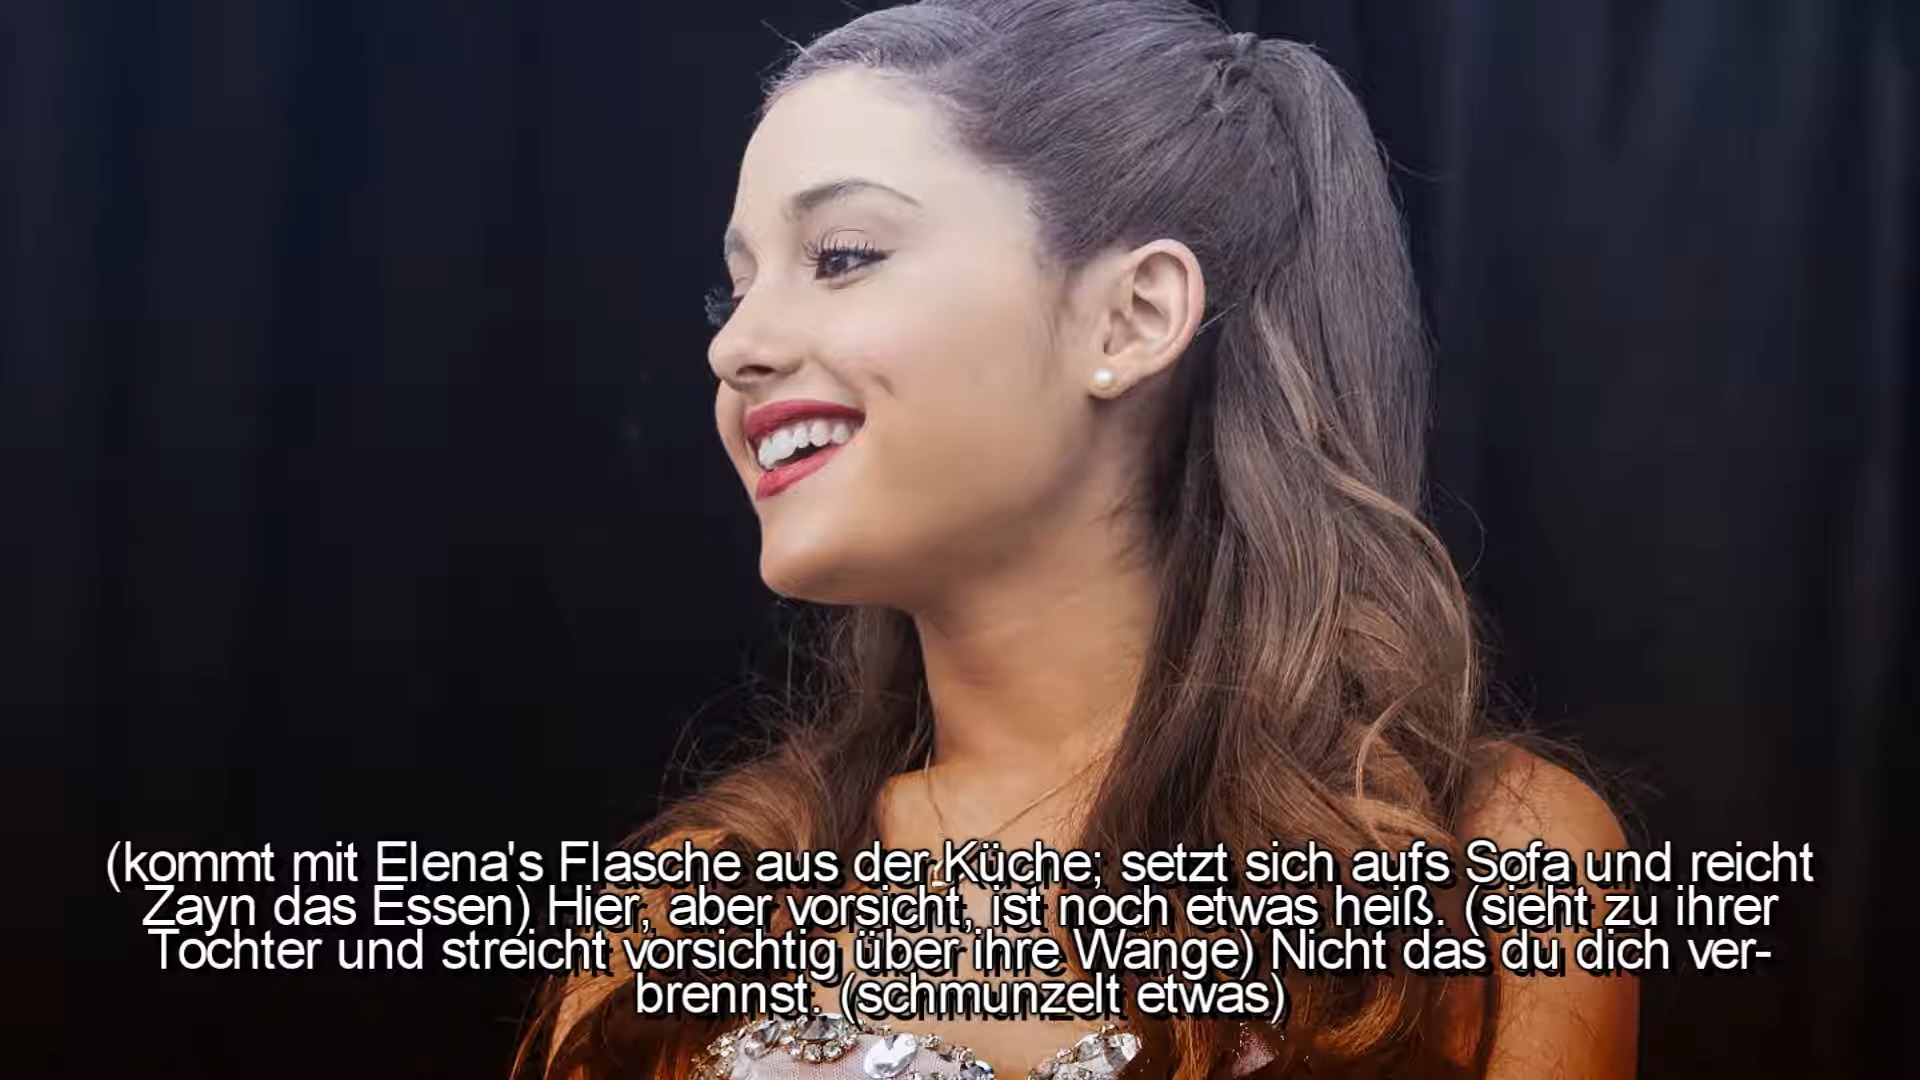 (kommt mit Elena's Flasche aus der Küche; setzt sich aufs Sofa und reicht
Zayn das Essen) Hier, aber vorsicht, ist noch etwas heiß. (sieht zu ihrer
Tochter und streicht vorsichtig über ihre Wange) Nicht das du dich ver-
brennst. (schmunzelt etwas)